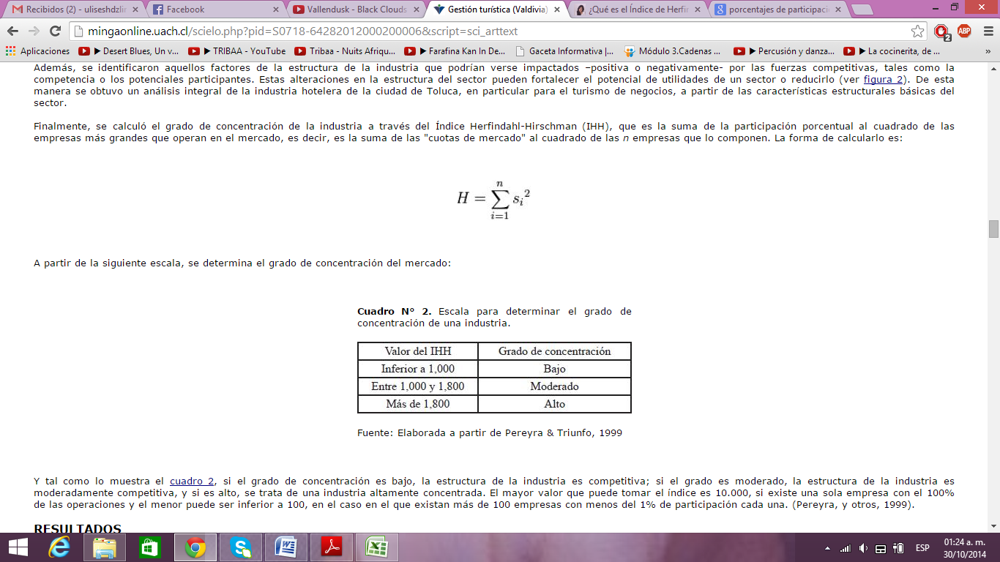 Recibidos (2) - uliseshdzlin
Facebook
Vallendusk - Black Clouds
Gestión turística (Valdivia)
¿Qué es el Índice de Herfin
porcentajes de participació
mingaonline.uach.cl/scielo.php?pid=S0718-64282012000200006&script=sci_arttext
2
ABP
Aplicaciones
Desert Blues, Un v...
TRIBAA - YouTube
Tribaa - Nuits Afriqu...
Farafina Kan In De...
Gaceta Informativa |...
Módulo 3.Cadenas ...
Percusión y danza...
La cocinerita, de ...
»
Además, se identificaron aquellos factores de la estructura de la industria que podrían verse impactados –positiva o negativamente- por las fuerzas competitivas, tales como la
competencia o los potenciales participantes. Estas alteraciones en la estructura del sector pueden fortalecer el potencial de utilidades de un sector o reducirlo (ver figura 2). De esta
manera se obtuvo un análisis integral de la industria hotelera de la ciudad de Toluca, en particular para el turismo de negocios, a partir de las características estructurales básicas del
sector.
Finalmente, se calculó el grado de concentración de la industria a través del Índice Herfindahl-Hirschman (IHH), que es la suma de la participación porcentual al cuadrado de las
empresas más grandes que operan en el mercado, es decir, es la suma de las "cuotas de mercado" al cuadrado de las n empresas que lo componen. La forma de calcularlo es:
H = ∑ⁿᵢ₌₁ sᵢ²
A partir de la siguiente escala, se determina el grado de concentración del mercado:
Cuadro N° 2. Escala para determinar el grado de
concentración de una industria.
Valor del IHH Grado de concentración
Inferior a 1,000 Bajo
Entre 1,000 y 1,800 Moderado
Más de 1,800 Alto
Fuente: Elaborada a partir de Pereyra & Triunfo, 1999
Y tal como lo muestra el cuadro 2, si el grado de concentración es bajo, la estructura de la industria es competitiva; si el grado es moderado, la estructura de la industria es
moderadamente competitiva, y si es alto, se trata de una industria altamente concentrada. El mayor valor que puede tomar el índice es 10.000, si existe una sola empresa con el 100%
de las operaciones y el menor puede ser inferior a 100, en el caso en el que existan más de 100 empresas con menos del 1% de participación cada una. (Pereyra, y otros, 1999).
RESULTADOS
ESP
01:24 a. m.
30/10/2014